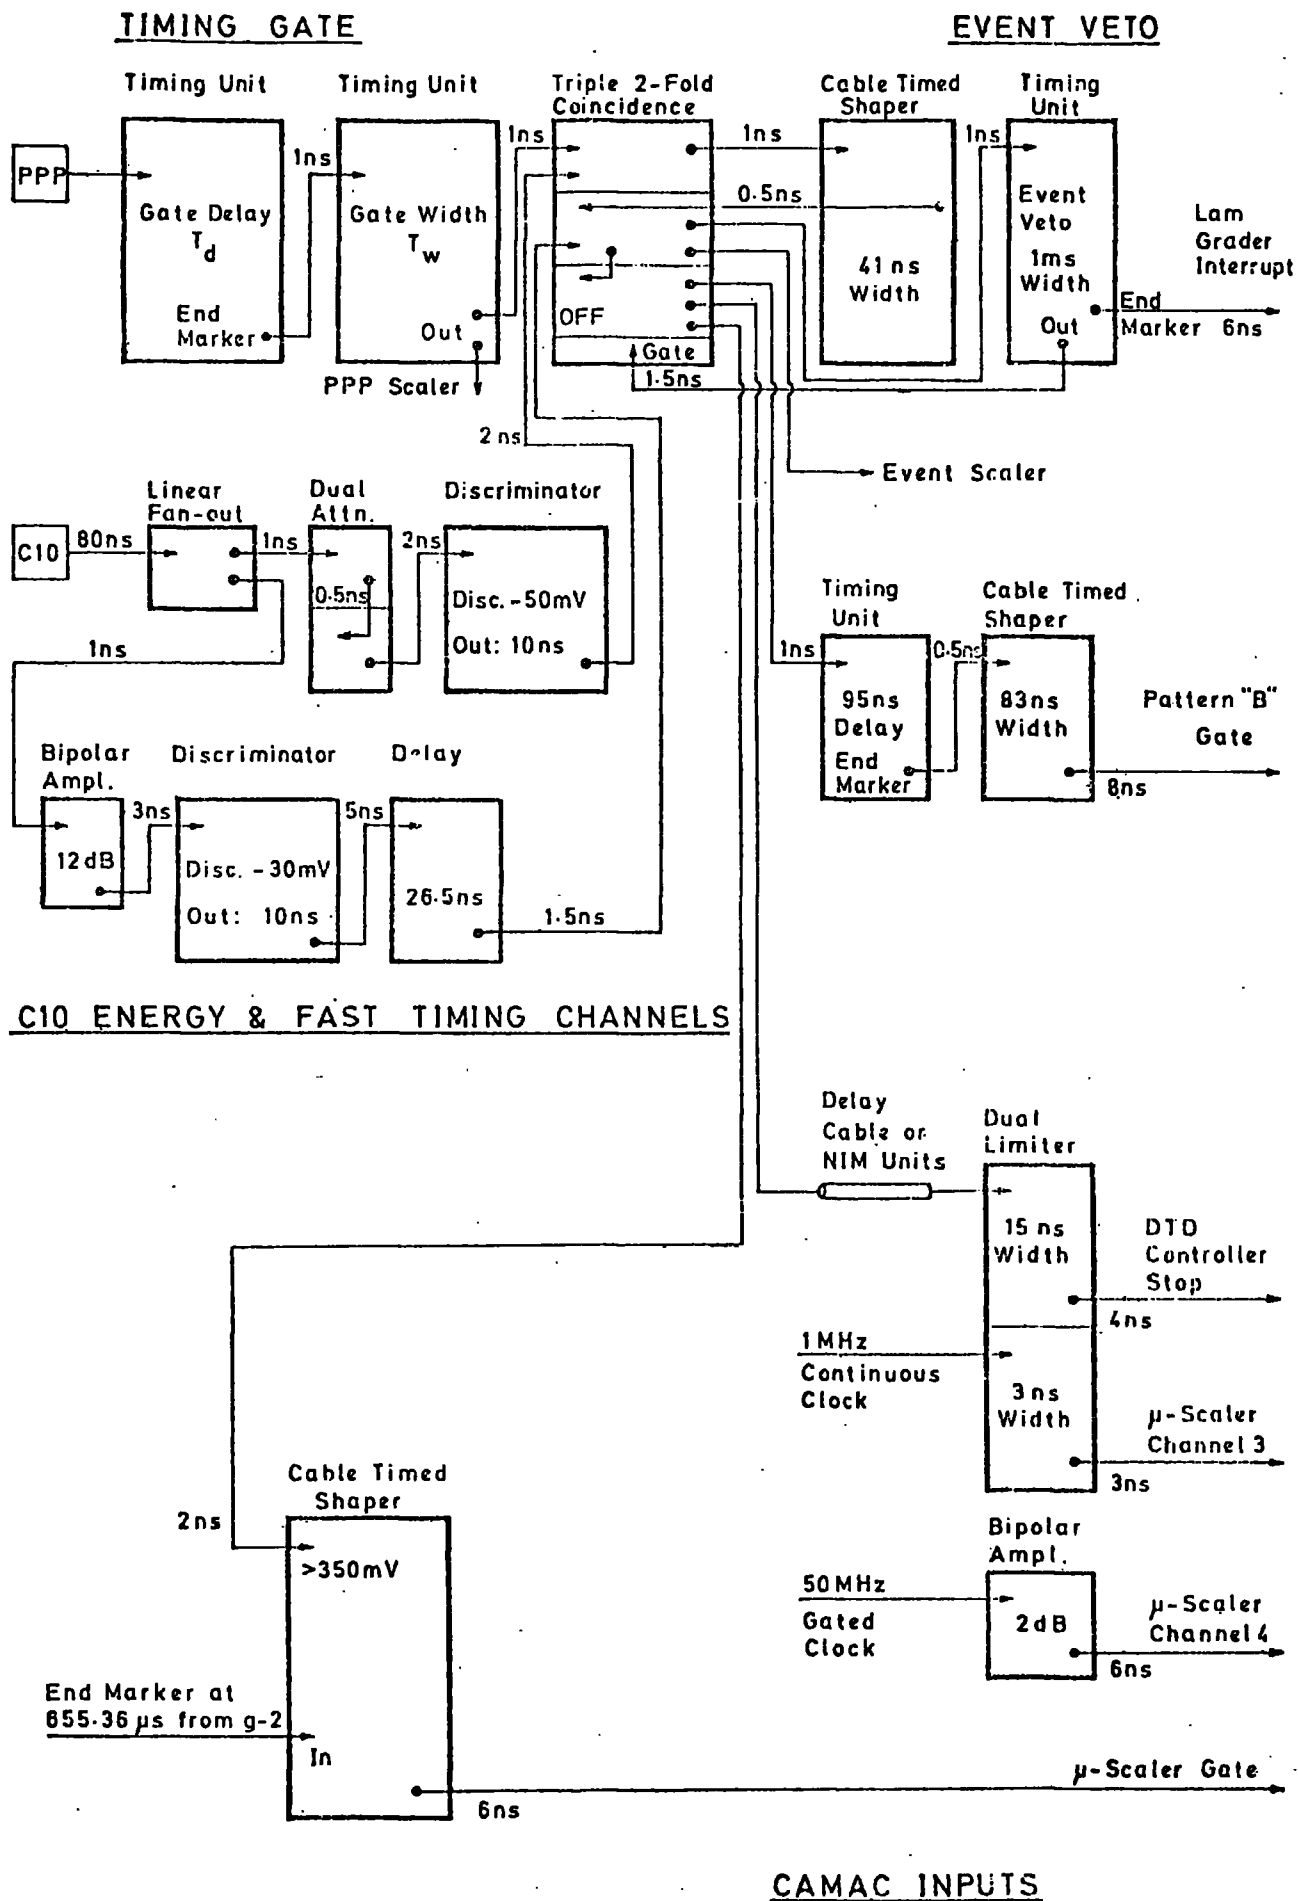 TIMING GATE
EVENT VETO
Timing Unit
Timing Unit
Triple 2-Fold
Coincidence
Cable Timed
Shaper
Timing
Unit
PPP
1ns
1ns
1ns
1ns
Gate Delay
Td
End
Marker
Gate Width
Tw
Out
PPP Scaler
0.5ns
OFF
Gate
1.5ns
41ns
Width
Event
Veto
1ms
Width
Out
End
Marker 6ns
Lam
Grader
Interrupt
2ns
Event Scaler
Linear
Fan-out
Dual
Attn.
Discriminator
C10
80ns
1ns
2ns
0.5ns
Disc. -50mV
Out: 10ns
1ns
Timing
Unit
Cable Timed
Shaper
1ns
0.5ns
95ns
Delay
End
Marker
83ns
Width
8ns
Pattern "B"
Gate
Bipolar
Ampl.
Discriminator
Delay
3ns
5ns
12dB
Disc. -30mV
Out: 10ns
26.5ns
1.5ns
C10 ENERGY & FAST TIMING CHANNELS
Delay
Cable or
NIM Units
Dual
Limiter
15ns
Width
DTD
Controller
Stop
4ns
1MHz
Continuous
Clock
3ns
Width
μ-Scaler
Channel 3
3ns
Cable Timed
Shaper
2ns
>350mV
Bipolar
Ampl.
50MHz
Gated
Clock
2dB
μ-Scaler
Channel 4
6ns
End Marker at
655.36 μs from g-2
In
6ns
μ-Scaler Gate
CAMAC INPUTS